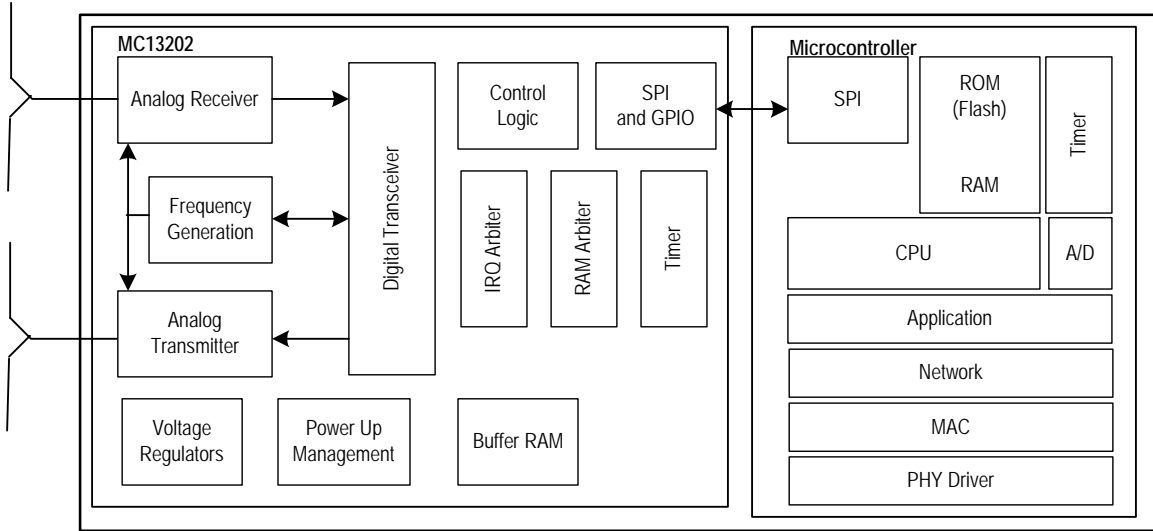 MC13202
Analog Receiver
Frequency
Generation
Analog
Transmitter
Digital Transceiver
Control
Logic
SPI
and GPIO
IRQ Arbiter
RAM Arbiter
Timer
Voltage
Regulators
Power Up
Management
Buffer RAM
Microcontroller
SPI
ROM
(Flash)
RAM
Timer
CPU
A/D
Application
Network
MAC
PHY Driver